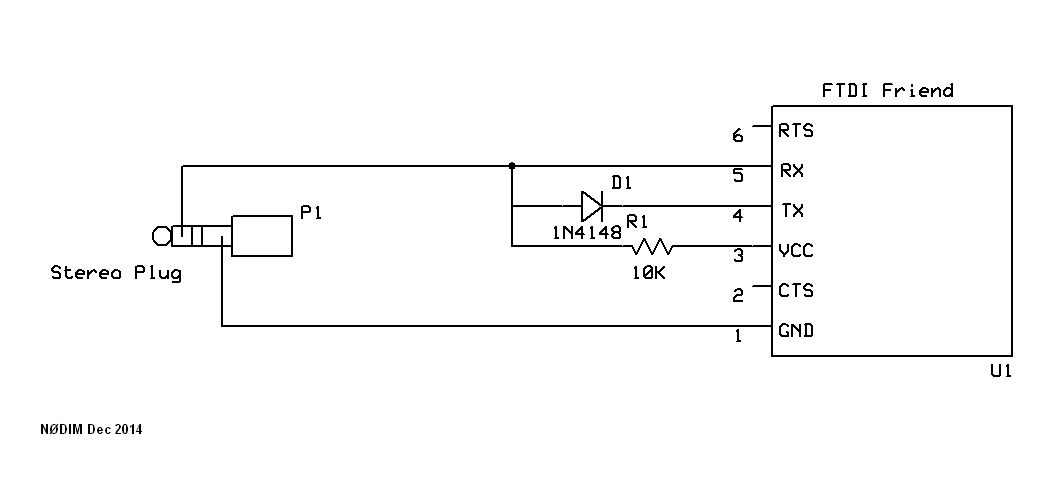 FTDI Friend
6 RTS
5 RX
D1
P1
4 TX
R1
1N4148
3 VCC
Stereo Plug
10K
2 CTS
1 GND
U1
NØDIM Dec 2014